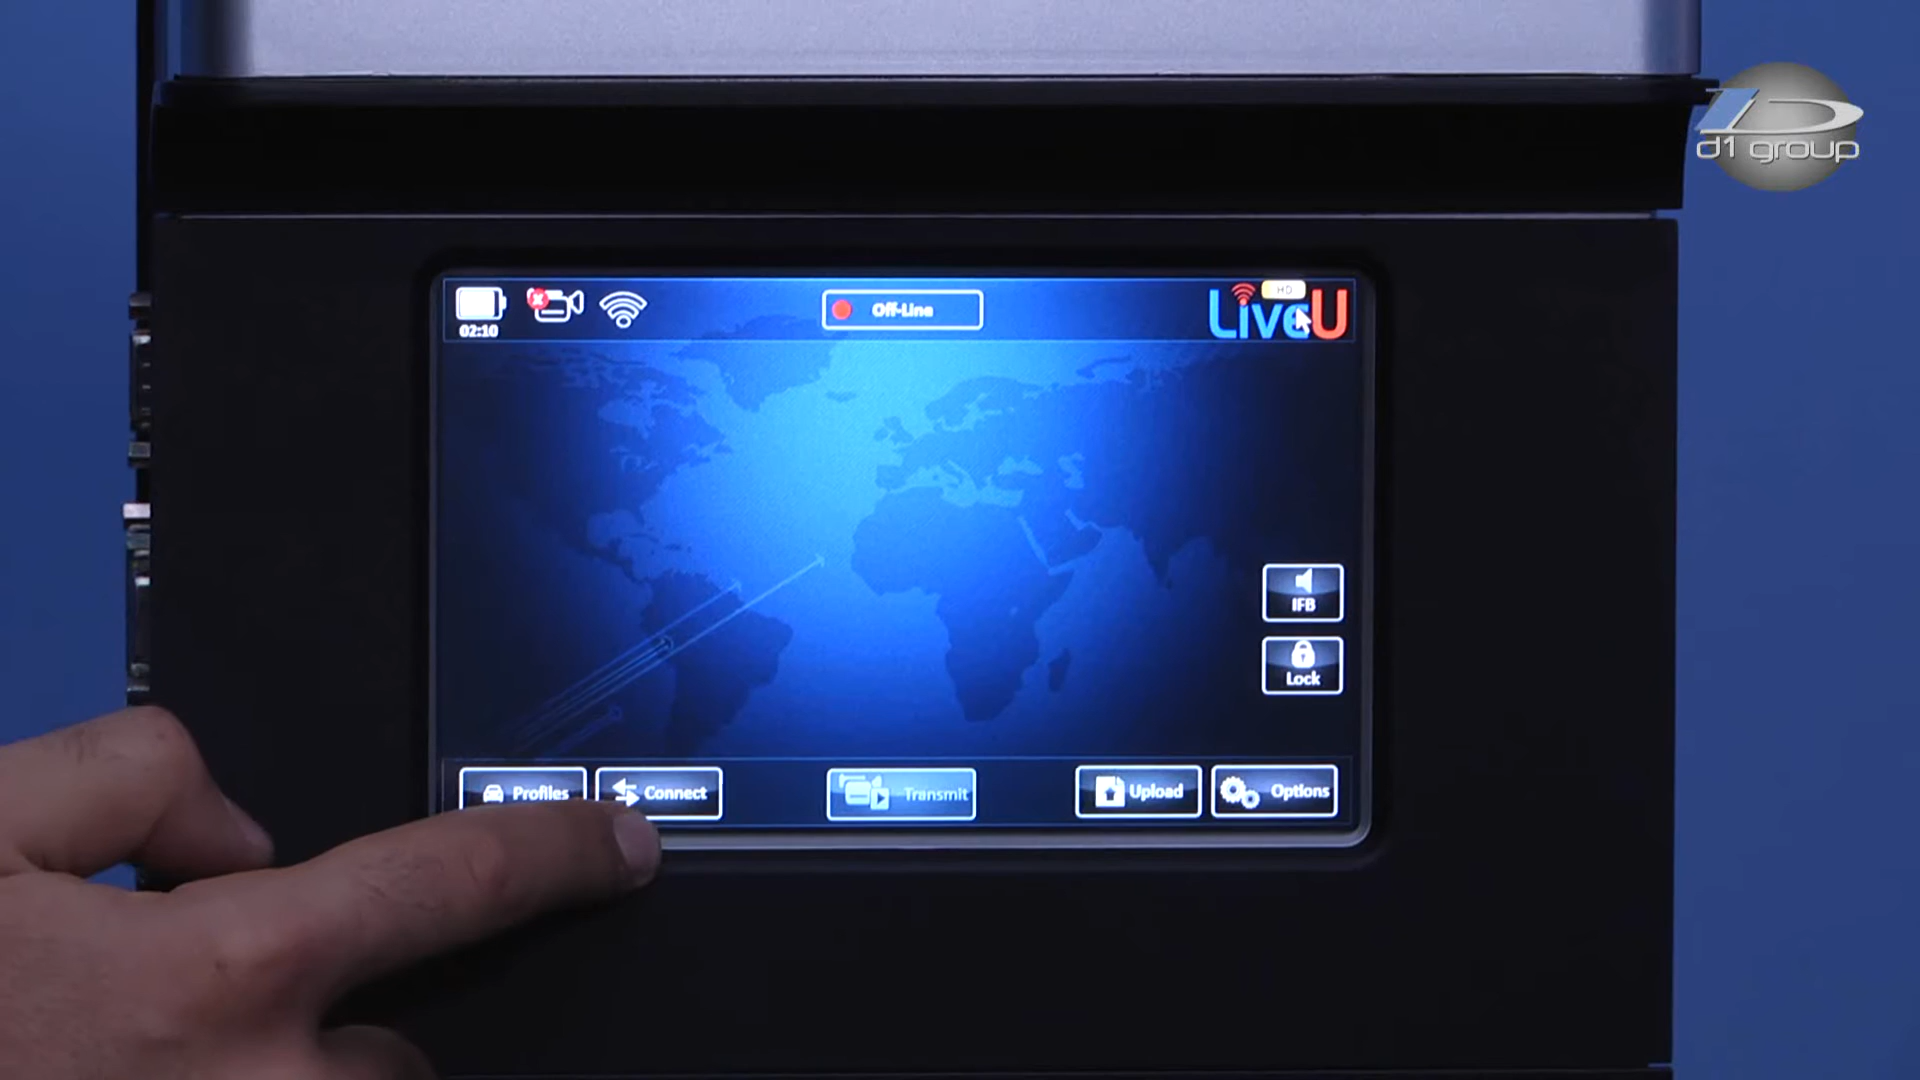 d1 group
02:10
Off-Line
HD
LiveU
IFB
Lock
Profiles
Connect
Transmit
Upload
Options